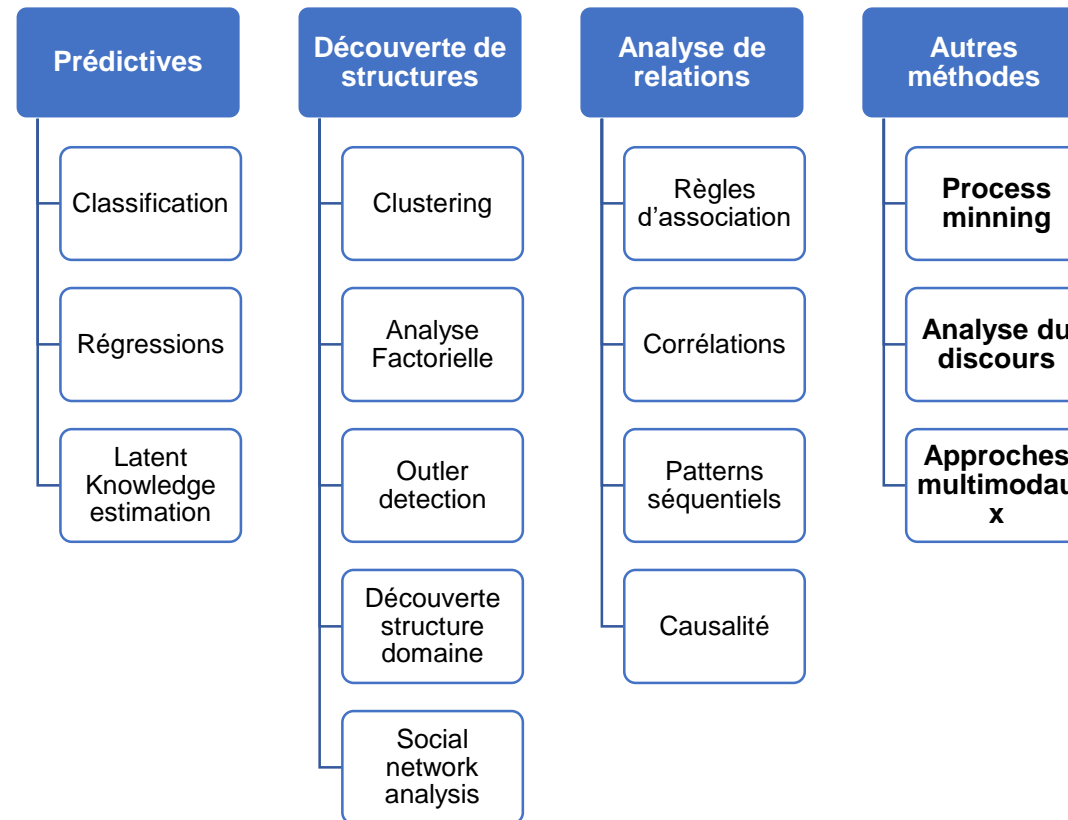 Prédictives
Classification
Régressions
Latent
Knowledge
estimation
Découverte de
structures
Clustering
Analyse
Factorielle
Outler
detection
Découverte
structure
domaine
Social
network
analysis
Analyse de
relations
Règles
d’association
Corrélations
Patterns
séquentiels
Causalité
Autres
méthodes
Process
minning
Analyse du
discours
Approches
multimodau
x